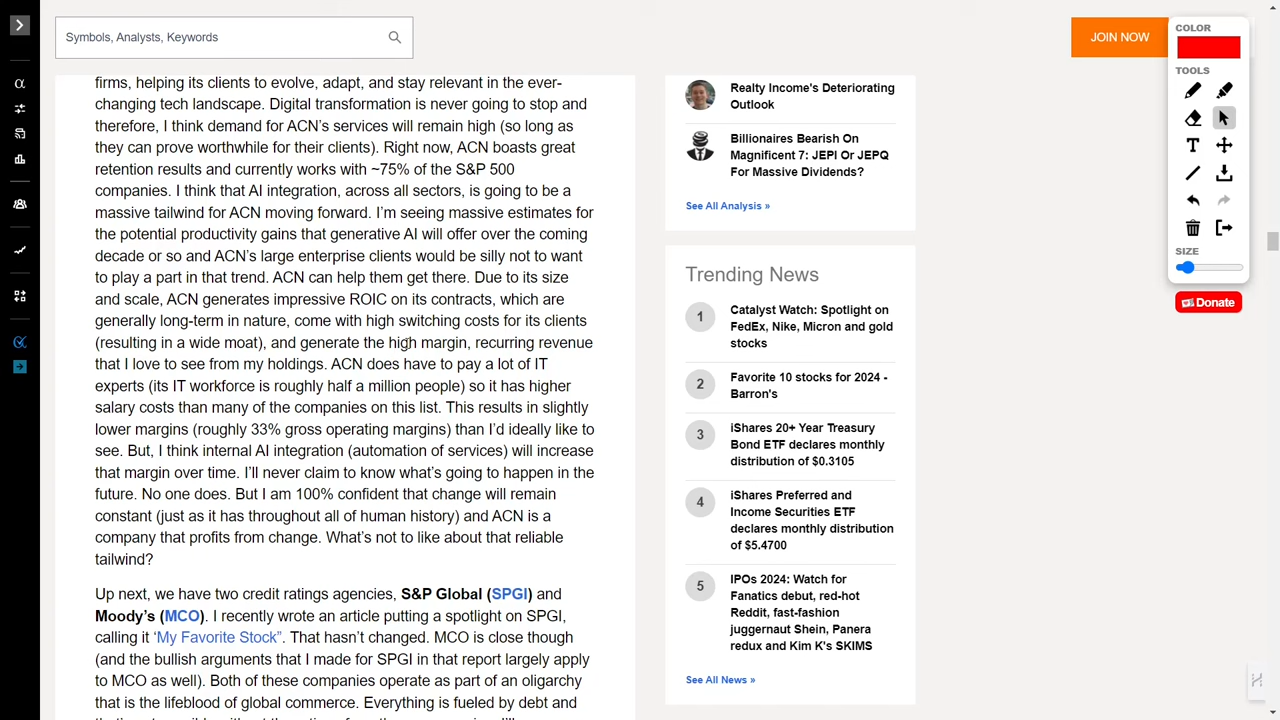 Symbols, Analysts, Keywords
JOIN NOW
COLOR
TOOLS
T
SIZE
Donate
α
firms, helping its clients to evolve, adapt, and stay relevant in the ever-
changing tech landscape. Digital transformation is never going to stop and
therefore, I think demand for ACN’s services will remain high (so long as
they can prove worthwhile for their clients). Right now, ACN boasts great
retention results and currently works with ~75% of the S&P 500
companies. I think that AI integration, across all sectors, is going to be a
massive tailwind for ACN moving forward. I’m seeing massive estimates for
the potential productivity gains that generative AI will offer over the coming
decade or so and ACN’s large enterprise clients would be silly not to want
to play a part in that trend. ACN can help them get there. Due to its size
and scale, ACN generates impressive ROIC on its contracts, which are
generally long-term in nature, come with high switching costs for its clients
(resulting in a wide moat), and generate the high margin, recurring revenue
that I love to see from my holdings. ACN does have to pay a lot of IT
experts (its IT workforce is roughly half a million people) so it has higher
salary costs than many of the companies on this list. This results in slightly
lower margins (roughly 33% gross operating margins) than I’d ideally like to
see. But, I think internal AI integration (automation of services) will increase
that margin over time. I’ll never claim to know what’s going to happen in the
future. No one does. But I am 100% confident that change will remain
constant (just as it has throughout all of human history) and ACN is a
company that profits from change. What’s not to like about that reliable
tailwind?
Up next, we have two credit ratings agencies, S&P Global (SPGI) and
Moody’s (MCO). I recently wrote an article putting a spotlight on SPGI,
calling it ‘My Favorite Stock”. That hasn’t changed. MCO is close though
(and the bullish arguments that I made for SPGI in that report largely apply
to MCO as well). Both of these companies operate as part of an oligarchy
that is the lifeblood of global commerce. Everything is fueled by debt and
Realty Income's Deteriorating
Outlook
Billionaires Bearish On
Magnificent 7: JEPI Or JEPQ
For Massive Dividends?
See All Analysis »
Trending News
1
Catalyst Watch: Spotlight on
FedEx, Nike, Micron and gold
stocks
2
Favorite 10 stocks for 2024 -
Barron's
3
iShares 20+ Year Treasury
Bond ETF declares monthly
distribution of $0.3105
4
iShares Preferred and
Income Securities ETF
declares monthly distribution
of $5.4700
5
IPOs 2024: Watch for
Fanatics debut, red-hot
Reddit, fast-fashion
juggernaut Shein, Panera
redux and Kim K's SKIMS
See All News »